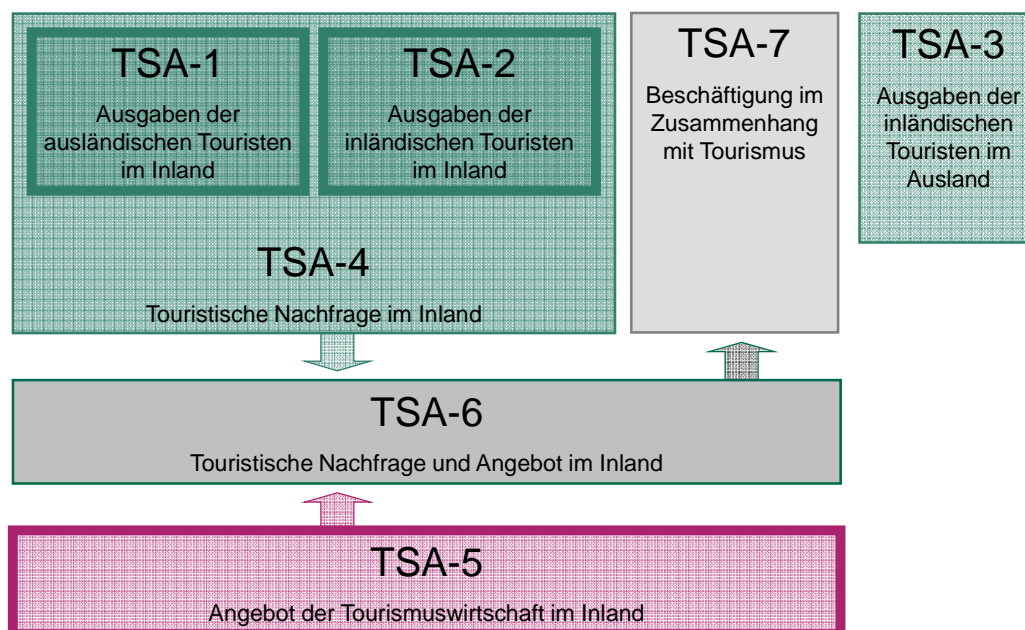 TSA-1
Ausgaben der
ausländischen Touristen
im Inland
TSA-2
Ausgaben der
inländischen Touristen
im Inland
TSA-4
Touristische Nachfrage im Inland
TSA-7
Beschäftigung im
Zusammenhang
mit Tourismus
TSA-3
Ausgaben der
inländischen
Touristen im
Ausland
TSA-6
Touristische Nachfrage und Angebot im Inland
TSA-5
Angebot der Tourismuswirtschaft im Inland